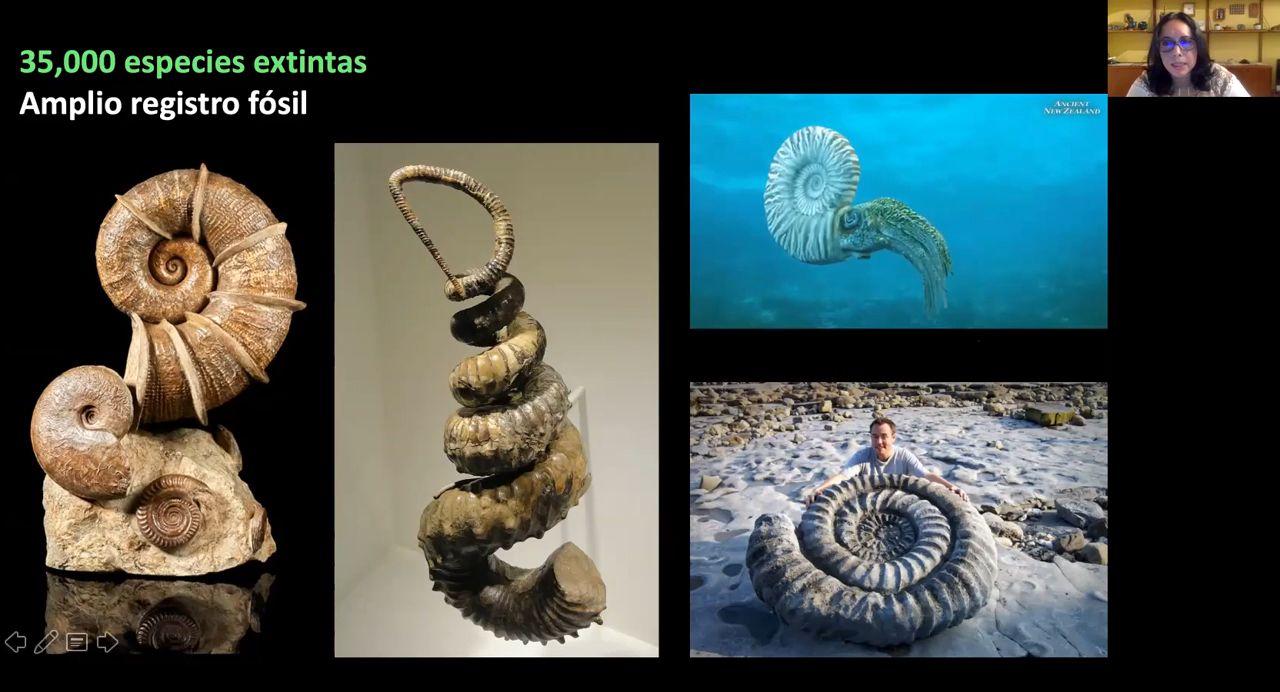 35,000 especies extintas
Amplio registro fósil
ANCIENT
NEW ZEALAND